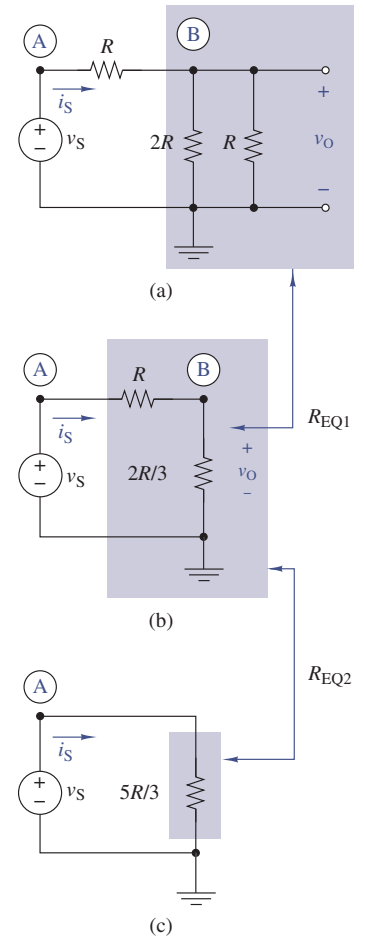 A
R
B
i_S
+
−
v_S
2R
R
+
v_O
−
(a)
A
R
B
R_EQ1
i_S
+
−
v_S
2R/3
+
v_O
−
(b)
R_EQ2
A
i_S
+
−
v_S
5R/3
(c)